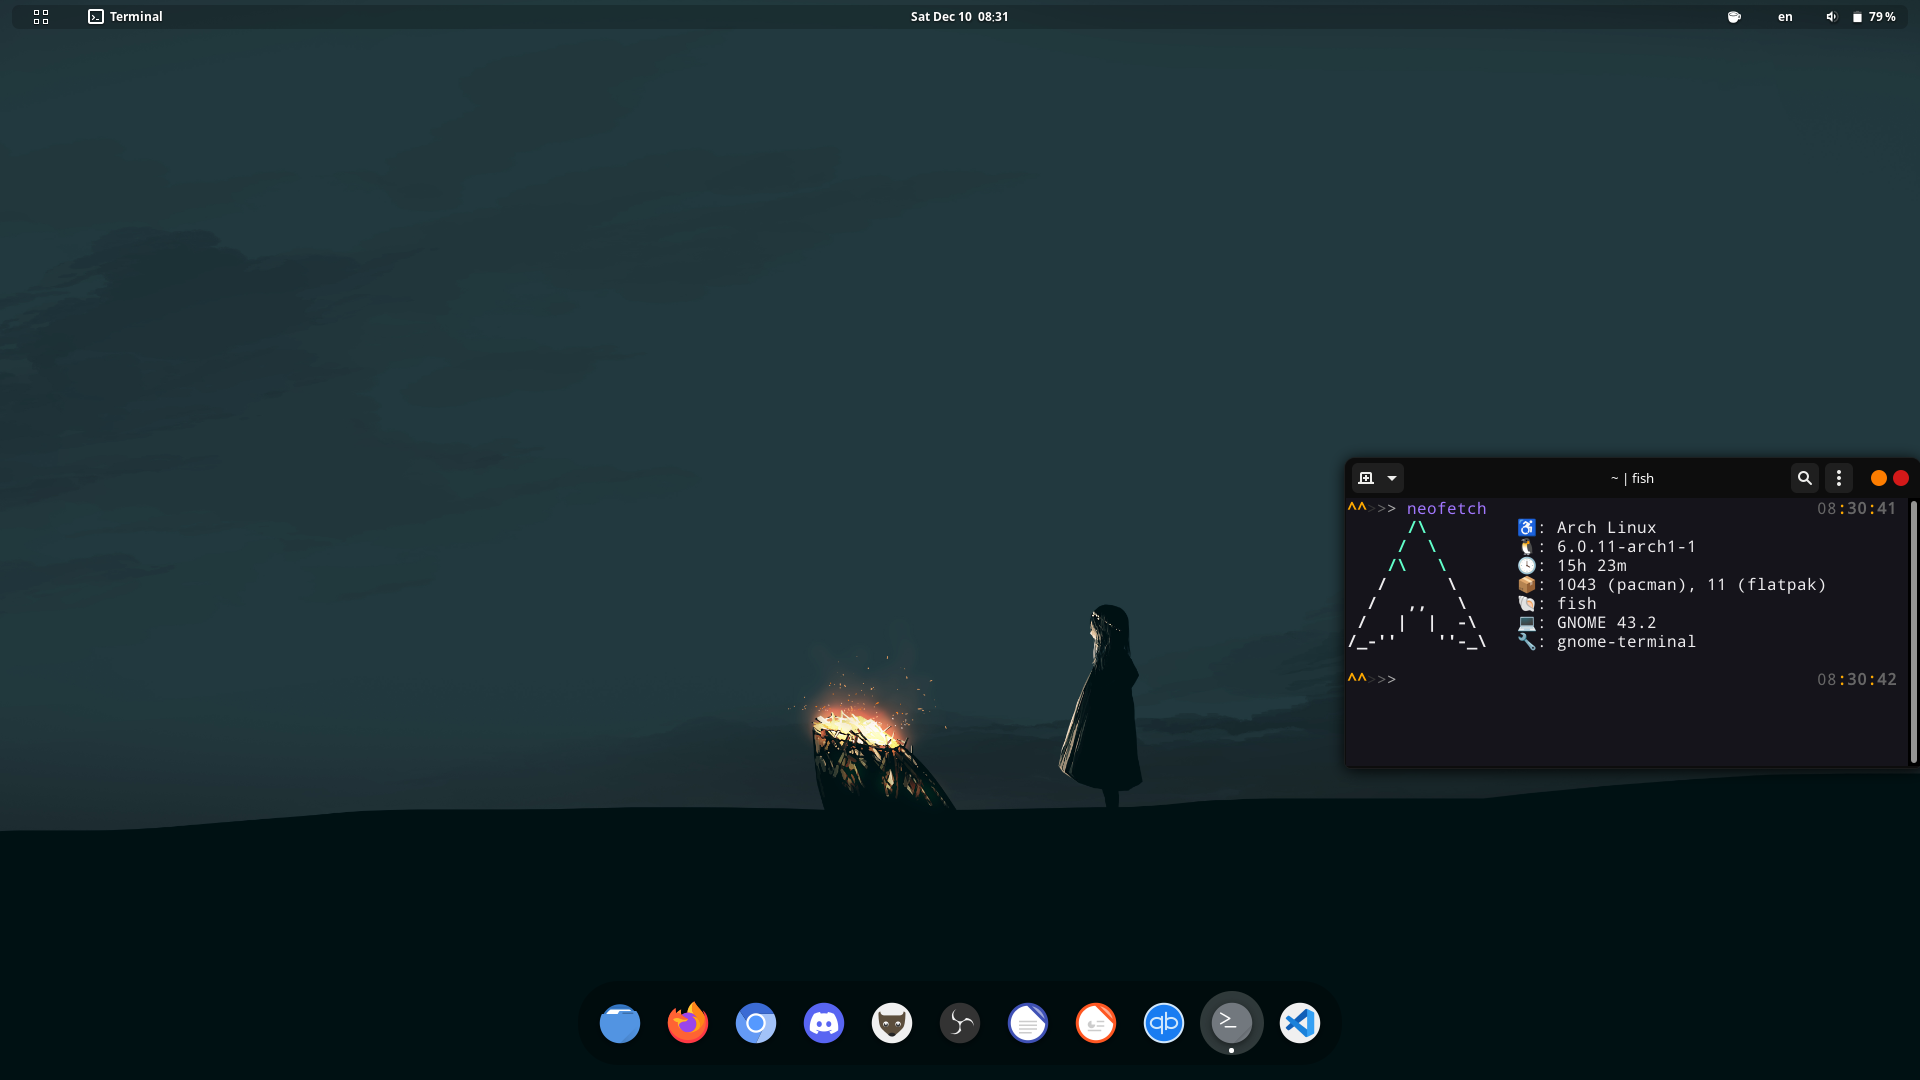 Terminal
Sat Dec 10 08:31
en
79 %
~ | fish
^^>>> neofetch 08:30:41
/\ ♿: Arch Linux
/  \ 🐧: 6.0.11-arch1-1
/\   \ 🕓: 15h 23m
/      \ 📦: 1043 (pacman), 11 (flatpak)
/   ,,   \ 🐚: fish
/   |  |  -\ 💻: GNOME 43.2
/_-''    ''-_\ 🔧: gnome-terminal
^^>>> 08:30:42
qb
>_